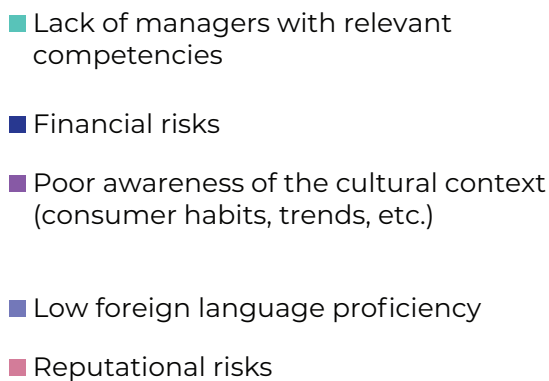 Lack of managers with relevant
competencies
Financial risks
Poor awareness of the cultural context
(consumer habits, trends, etc.)
Low foreign language proficiency
Reputational risks